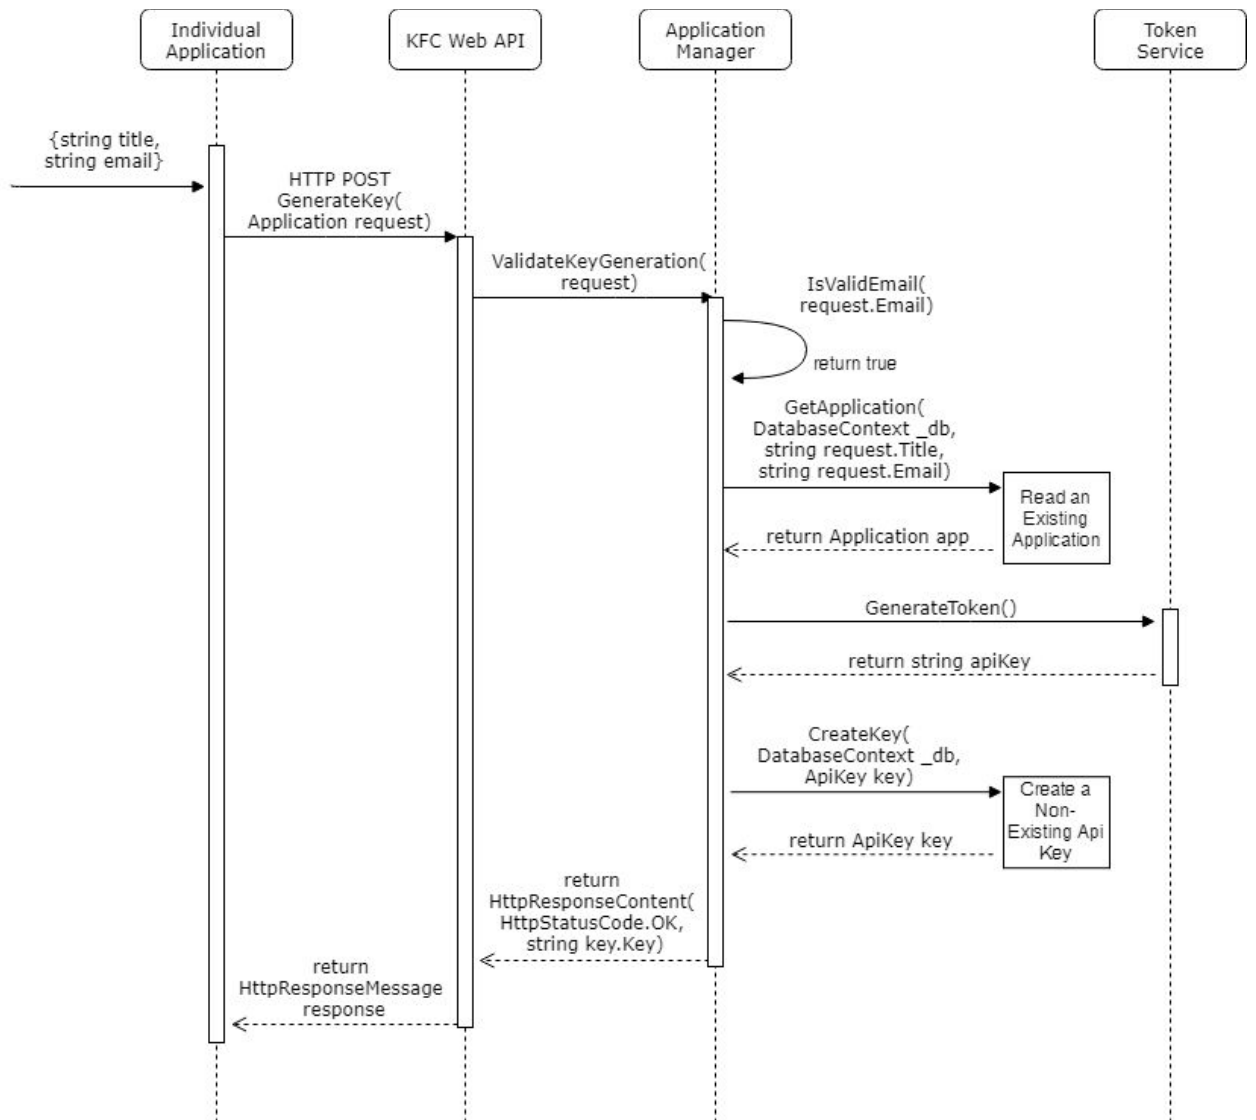 Individual
Application
KFC Web API
Application
Manager
Token
Service
{string title,
string email}
HTTP POST
GenerateKey(
Application request)
ValidateKeyGeneration(
request)
IsValidEmail(
request.Email)
return true
GetApplication(
DatabaseContext _db,
string request.Title,
string request.Email)
Read an
Existing
Application
return Application app
GenerateToken()
return string apiKey
CreateKey(
DatabaseContext _db,
ApiKey key)
Create a
Non-
Existing Api
Key
return ApiKey key
return
HttpResponseContent(
HttpStatusCode.OK,
string key.Key)
return
HttpResponseMessage
response